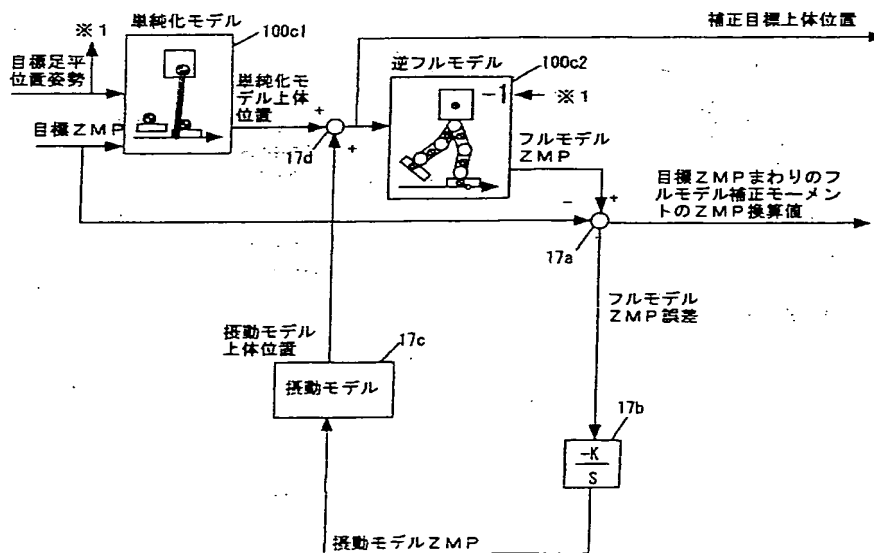 単純化モデル
100c1
補正目標上体位置
※1
目標足平
位置姿勢
逆フルモデル
100c2
単純化モ
デル上体
位置
-1
※1
目標ZMP
+
+
17d
フルモデル
ZMP
目標ZMPまわりのフ
ルモデル補正モーメン
トのZMP換算値
-
+
17a
フルモデル
ZMP誤差
摂動モデル
上体位置
17c
摂動モデル
17b
-K
S
摂動モデルZMP